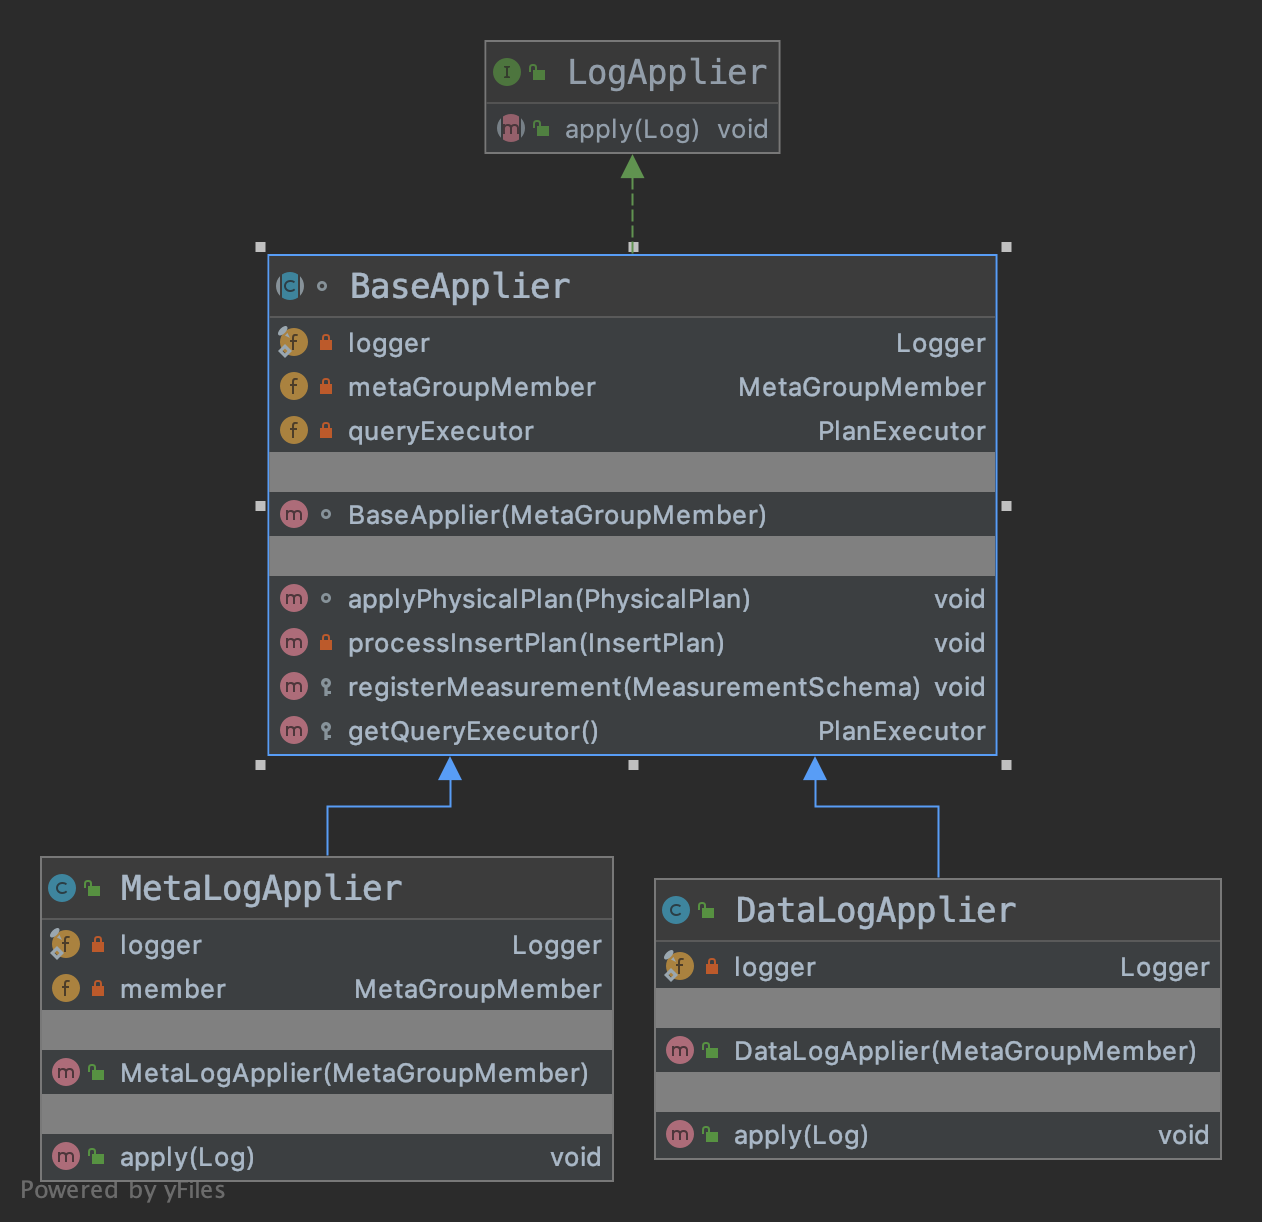 LogApplier
apply(Log) void
BaseApplier
logger Logger
metaGroupMember MetaGroupMember
queryExecutor PlanExecutor
BaseApplier(MetaGroupMember)
applyPhysicalPlan(PhysicalPlan) void
processInsertPlan(InsertPlan) void
registerMeasurement(MeasurementSchema) void
getQueryExecutor() PlanExecutor
MetaLogApplier
logger Logger
member MetaGroupMember
MetaLogApplier(MetaGroupMember)
apply(Log) void
DataLogApplier
logger Logger
DataLogApplier(MetaGroupMember)
apply(Log) void
Powered by yFiles